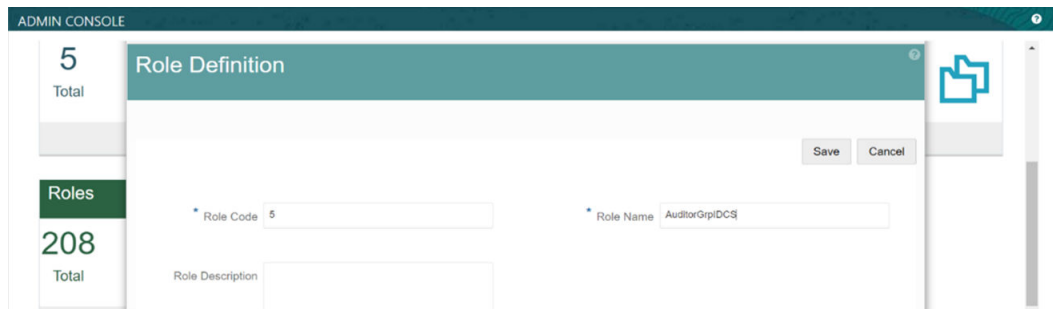 ADMIN CONSOLE
5
Total
Role Definition
Save
Cancel
Roles
* Role Code 5
* Role Name AuditorGrpIDCS
208
Total
Role Description